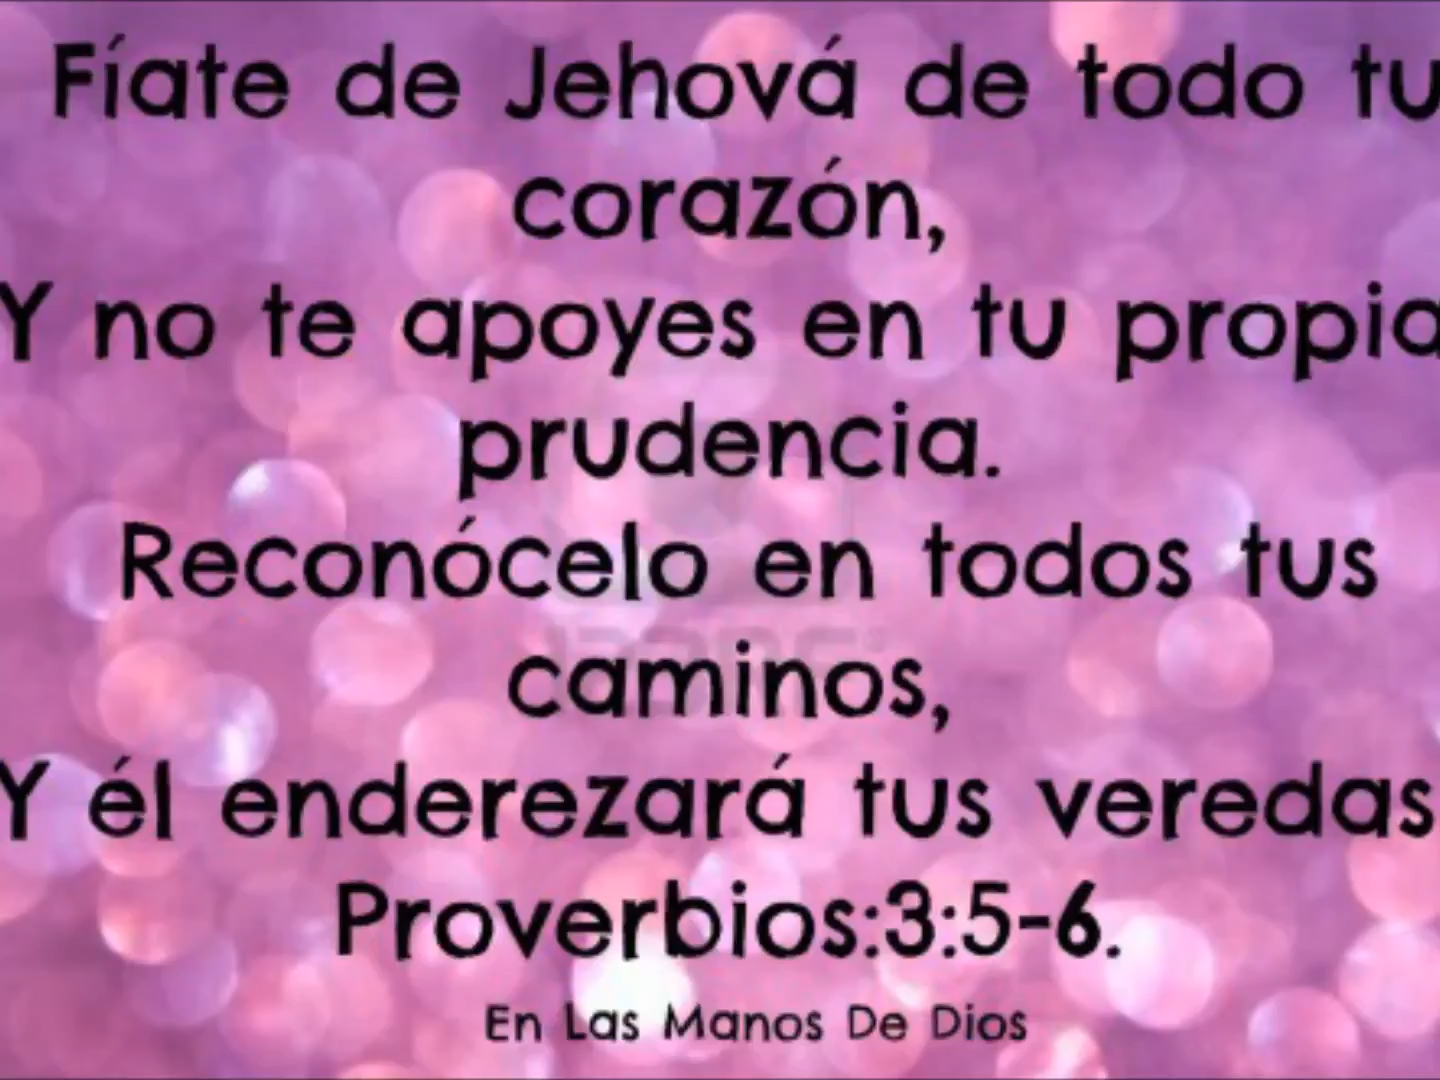 Fíate de Jehová de todo tu
corazón,
Y no te apoyes en tu propia
prudencia.
Reconócelo en todos tus
caminos,
Y él enderezará tus veredas
Proverbios:3:5-6.
En Las Manos De Dios